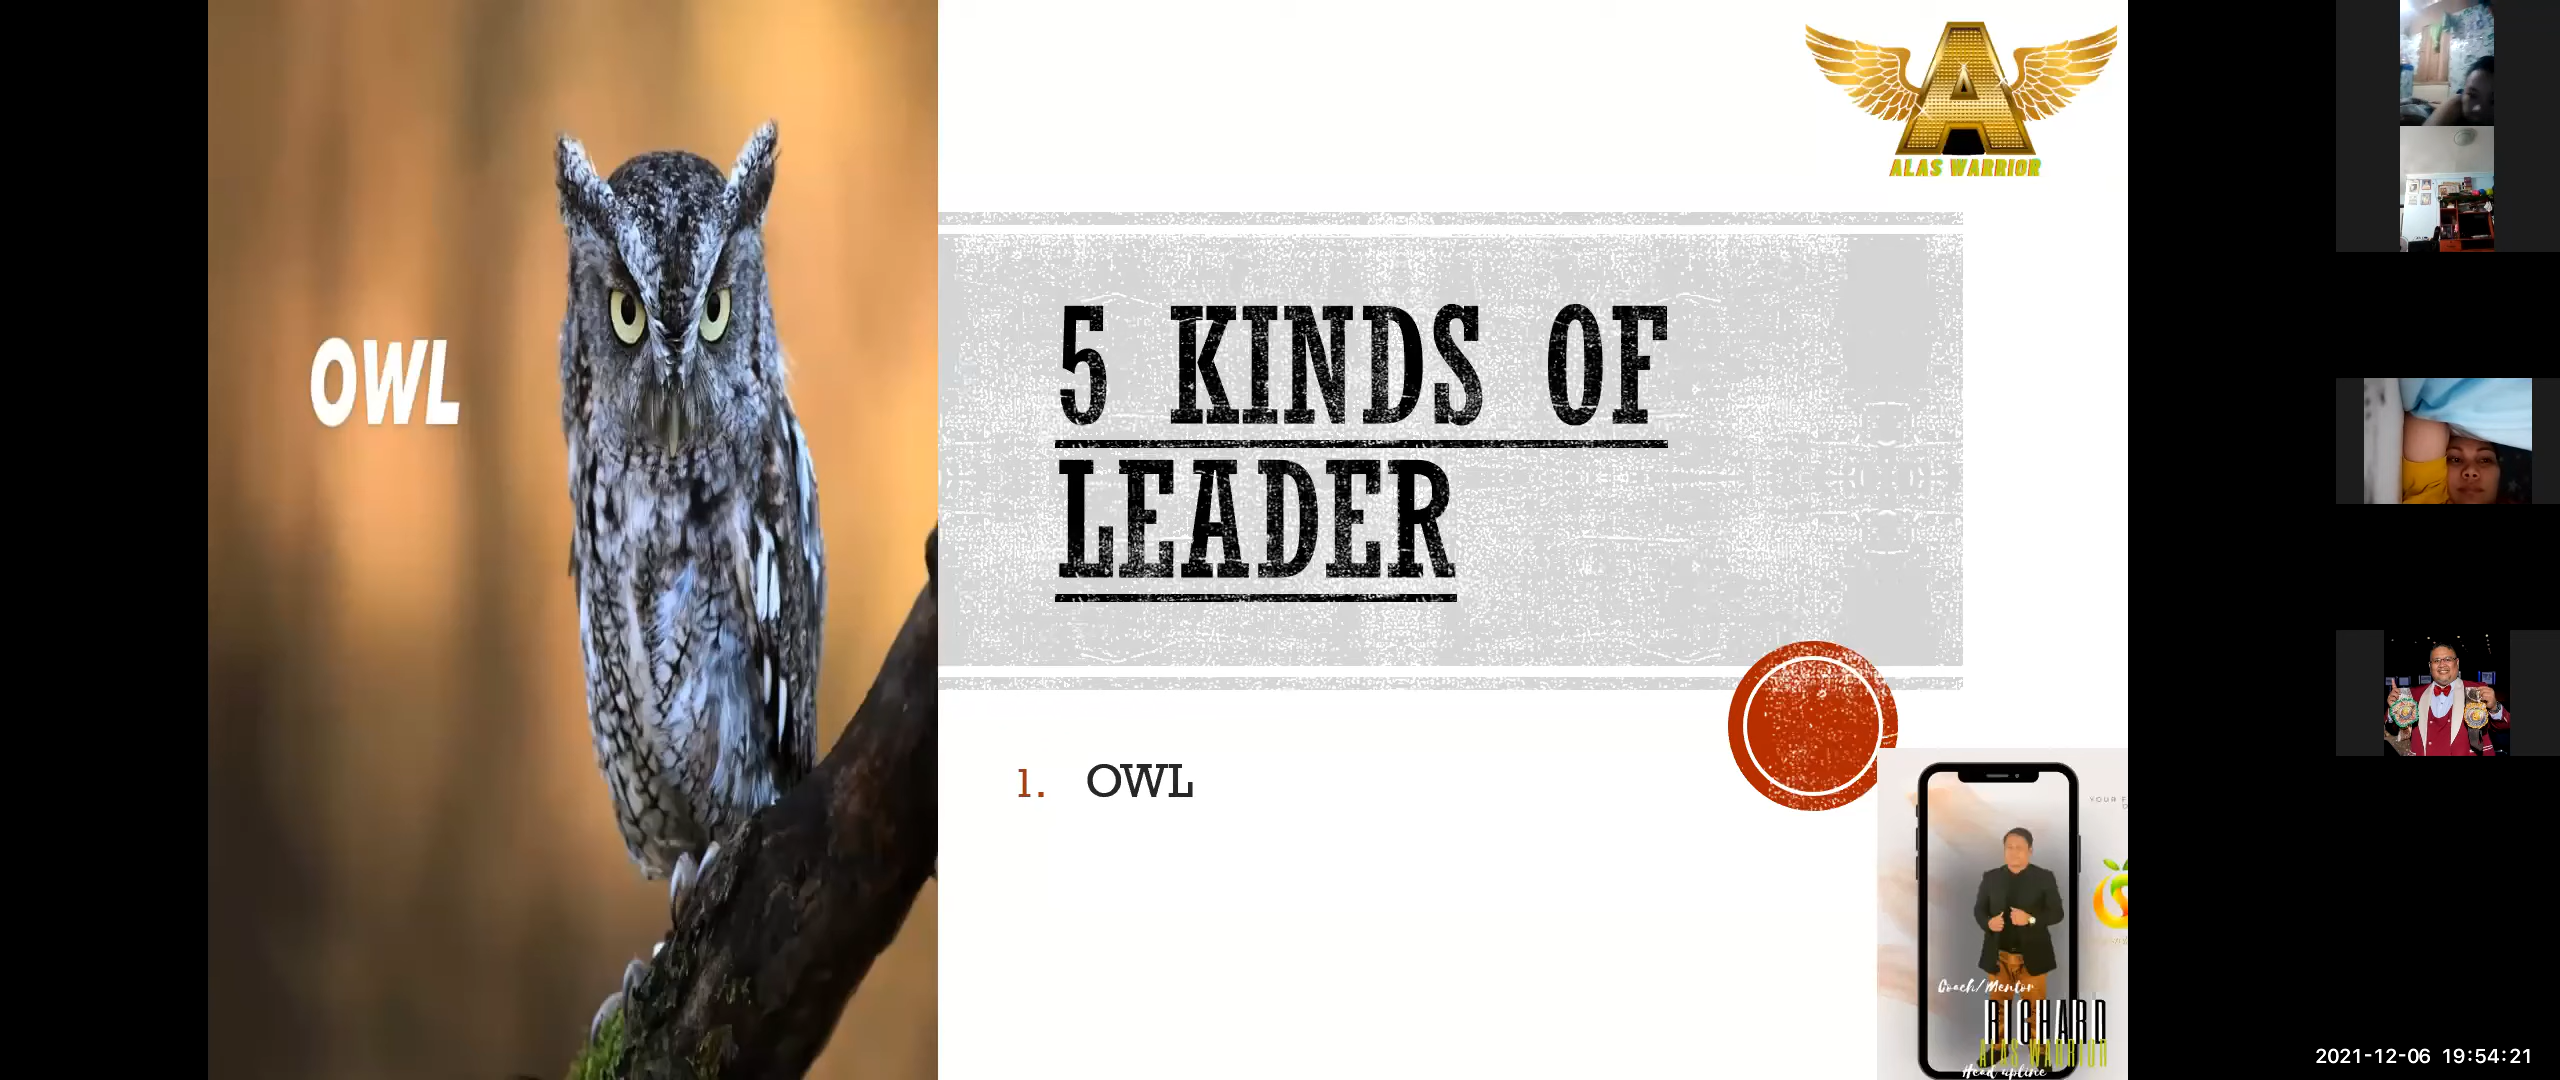 OWL
ALAS WARRIOR
5 KINDS OF
LEADER
1. OWL
YOUR F
Coach/Mentor
RICHARD
ALAS WARRIOR
Head upline
2021-12-06 19:54:21